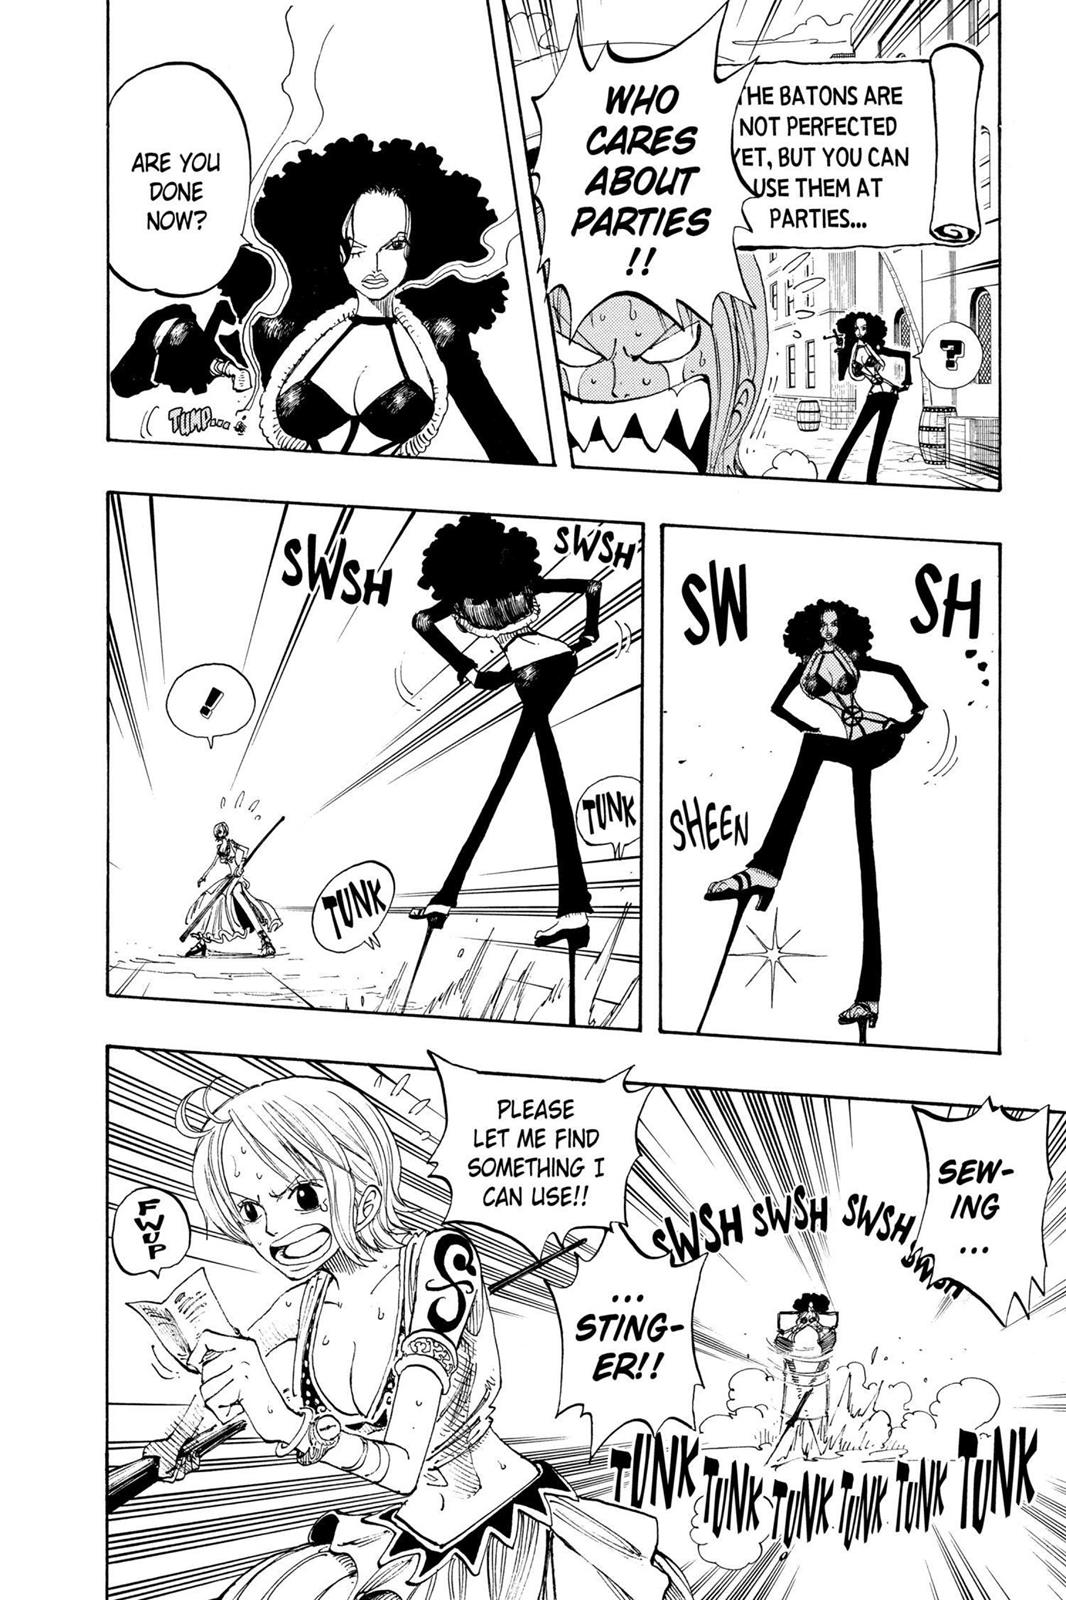 ARE YOU
DONE
NOW?
TUMP...
WHO
CARES
ABOUT
PARTIES
!!
THE BATONS ARE
NOT PERFECTED
YET, BUT YOU CAN
USE THEM AT
PARTIES...
?
SWSH
SWSH
!
TUNK
TUNK
SW
SH
SHEEN
FWUP
PLEASE
LET ME FIND
SOMETHING I
CAN USE!!
SEW-
ING
...
SWSH SWSH SWSH
SWSH
...
STING-
ER!!
TUNK TUNK TUNK TUNK TUNK TUNK